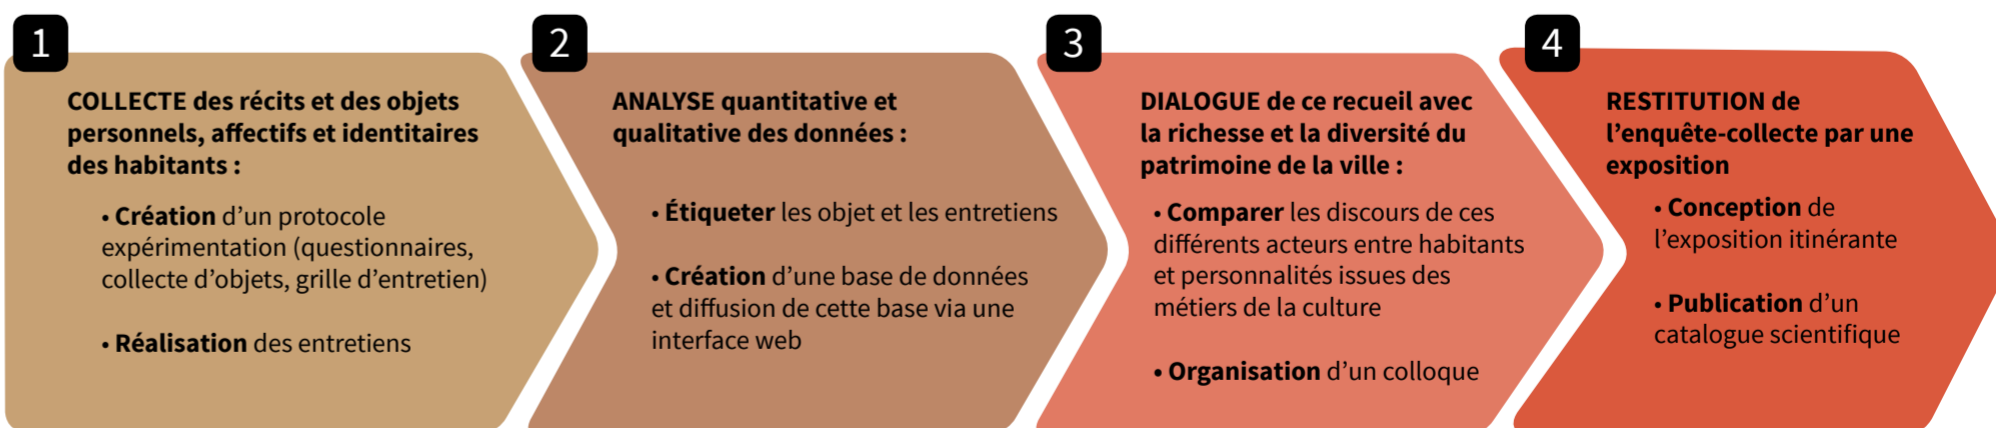 1
COLLECTE des récits et des objets
personnels, affectifs et identitaires
des habitants :
• Création d'un protocole
expérimentation (questionnaires,
collecte d'objets, grille d'entretien)
• Réalisation des entretiens
2
ANALYSE quantitative et
qualitative des données :
• Étiqueter les objet et les entretiens
• Création d'une base de données
et diffusion de cette base via une
interface web
3
DIALOGUE de ce recueil avec
la richesse et la diversité du
patrimoine de la ville :
• Comparer les discours de ces
différents acteurs entre habitants
et personnalités issues des
métiers de la culture
• Organisation d'un colloque
4
RESTITUTION de
l'enquête-collecte par une
exposition
• Conception de
l'exposition itinérante
• Publication d'un
catalogue scientifique